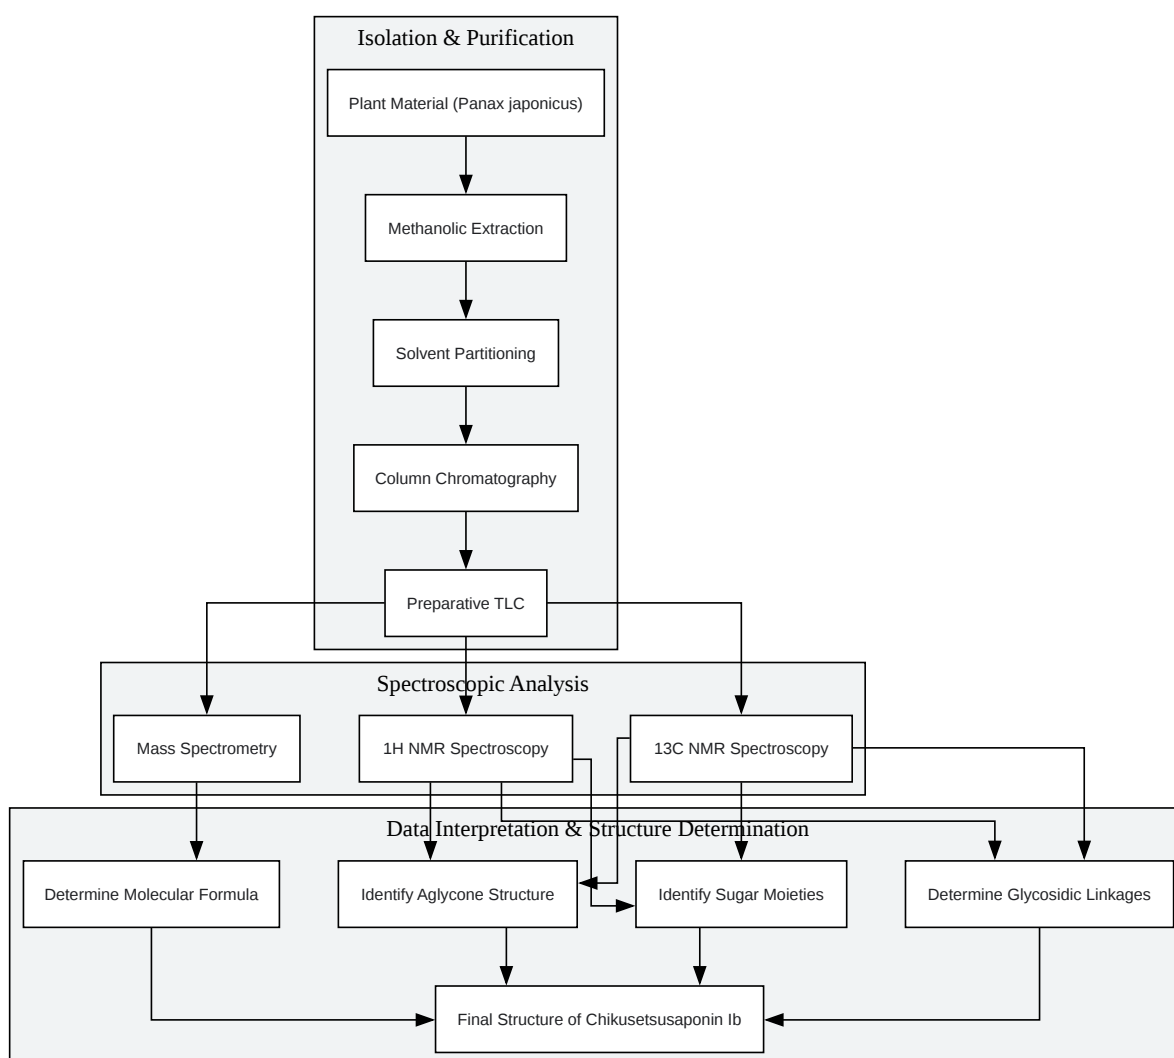 Isolation & Purification
Plant Material (Panax japonicus)
Methanolic Extraction
Solvent Partitioning
Column Chromatography
Preparative TLC
Spectroscopic Analysis
Mass Spectrometry
1H NMR Spectroscopy
13C NMR Spectroscopy
Data Interpretation & Structure Determination
Determine Molecular Formula
Identify Aglycone Structure
Identify Sugar Moieties
Determine Glycosidic Linkages
Final Structure of Chikusetsusaponin Ib